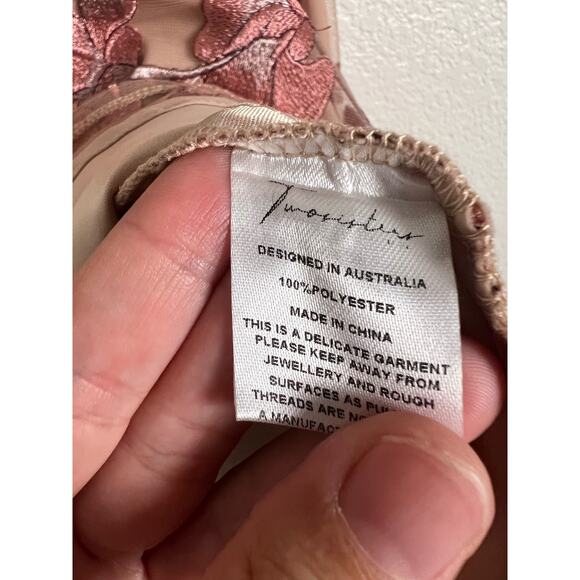 Twosisters
DESIGNED IN AUSTRALIA
100%POLYESTER
MADE IN CHINA
THIS IS A DELICATE GARMENT
PLEASE KEEP AWAY FROM
JEWELLERY AND ROUGH
SURFACES AS
THREADS ARE
A